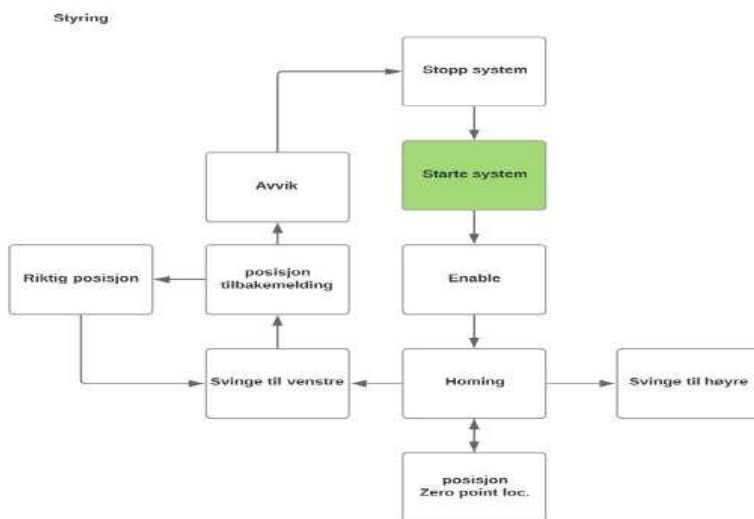 Styring
Stopp system
Starte system
Avvik
Riktig posisjon
posisjon
tilbakemelding
Enable
Svinge til venstre
Homing
Svinge til høyre
posisjon
Zero point loc.